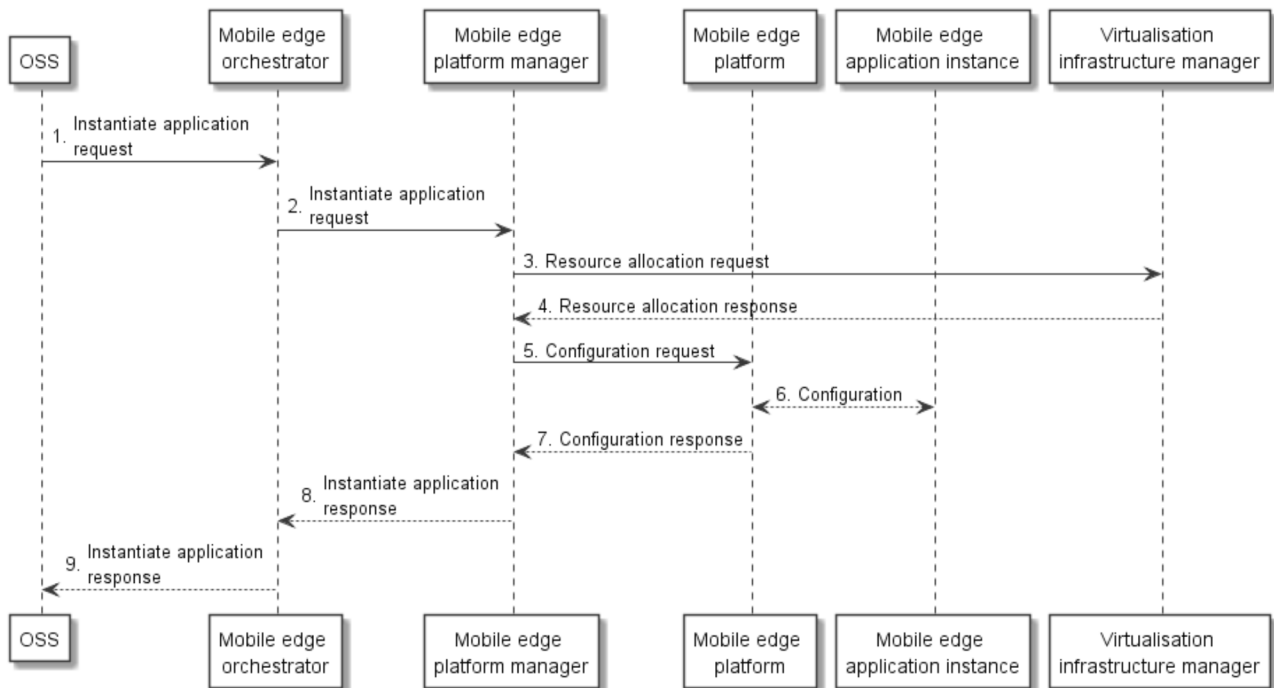 OSS
Mobile edge
orchestrator
Mobile edge
platform manager
Mobile edge
platform
Mobile edge
application instance
Virtualisation
infrastructure manager
1. Instantiate application
request
2. Instantiate application
request
3. Resource allocation request
4. Resource allocation response
5. Configuration request
6. Configuration
7. Configuration response
8. Instantiate application
response
9. Instantiate application
response
OSS
Mobile edge
orchestrator
Mobile edge
platform manager
Mobile edge
platform
Mobile edge
application instance
Virtualisation
infrastructure manager